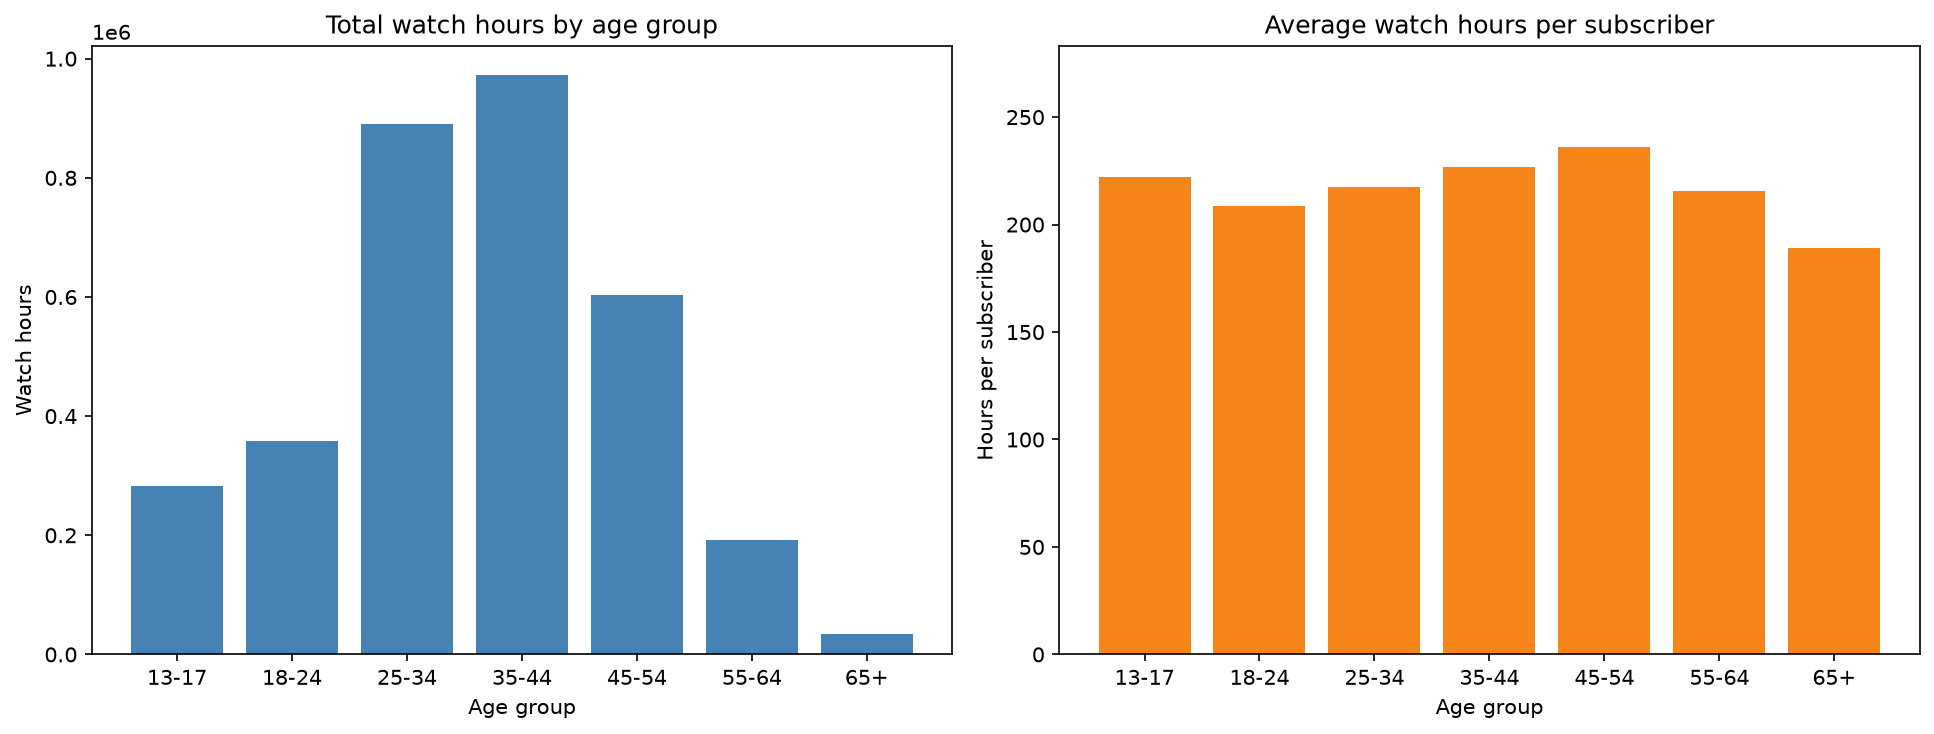 Total watch hours by age group
1e6
1.0
0.8
0.6
0.4
0.2
0.0
Watch hours
13-17 18-24 25-34 35-44 45-54 55-64 65+
Age group
Average watch hours per subscriber
250
200
150
100
50
0
Hours per subscriber
13-17 18-24 25-34 35-44 45-54 55-64 65+
Age group